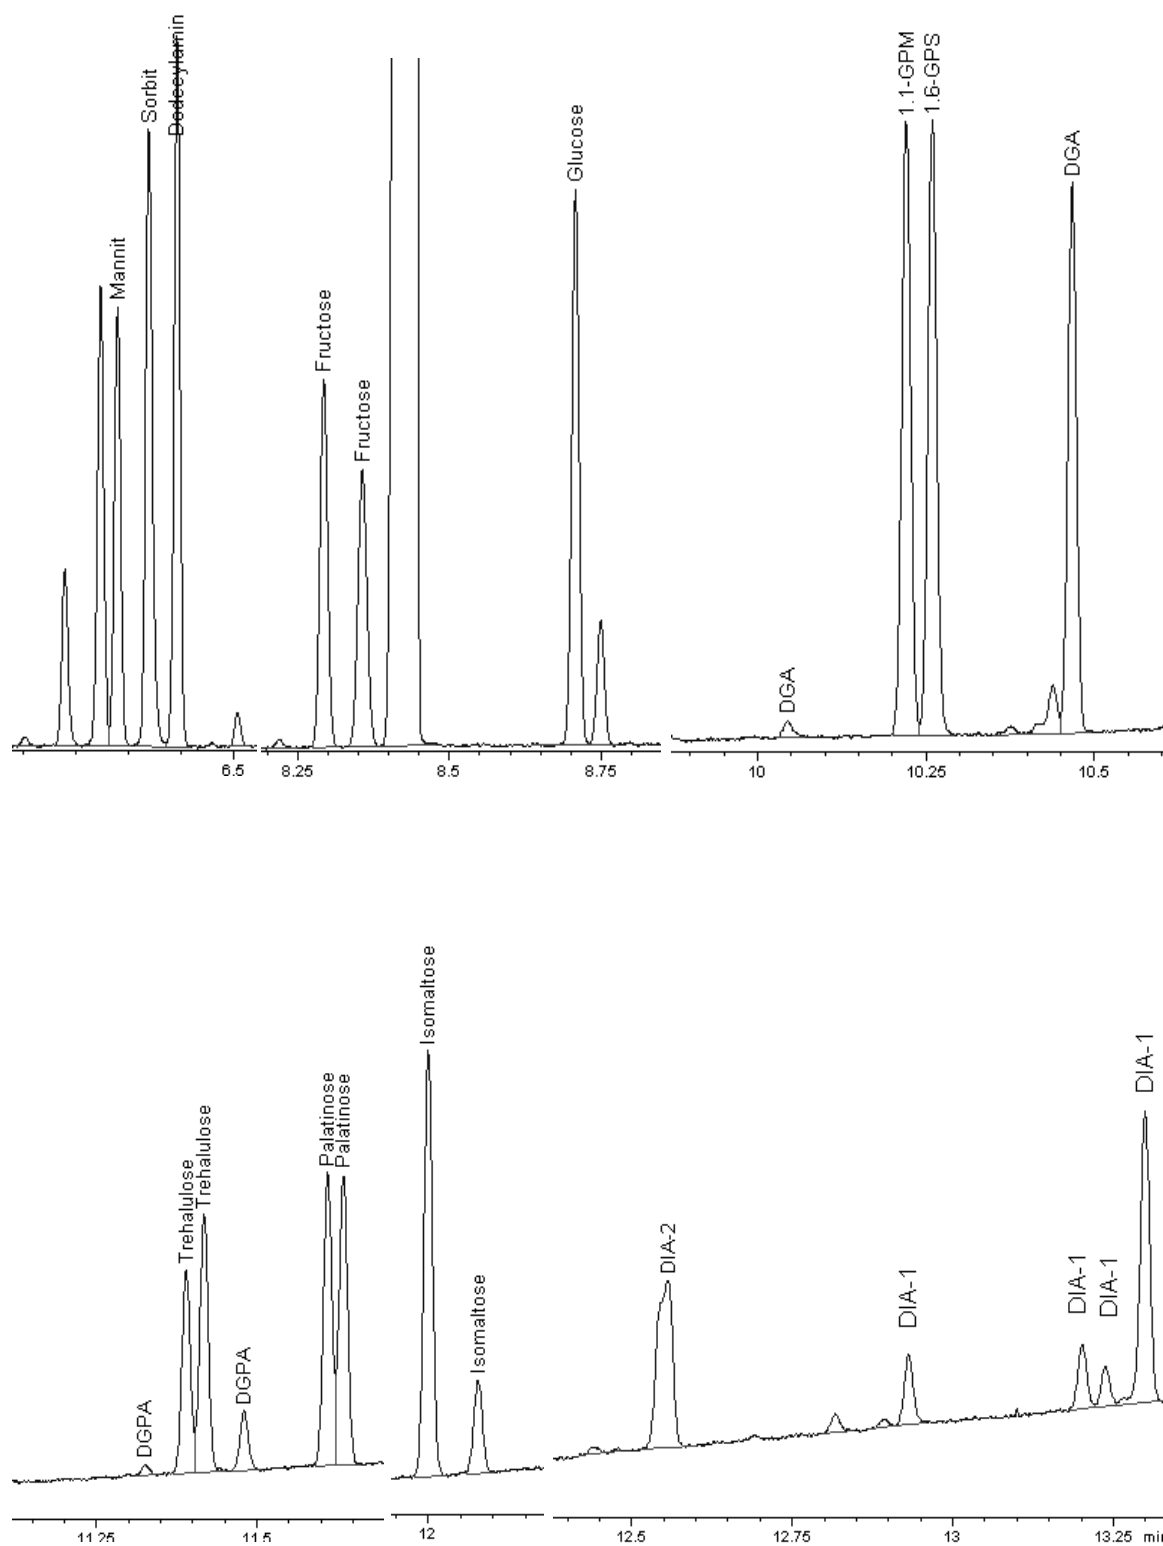 Mannit
Sorbit
Dodecylamin
Fructose
Fructose
Glucose
DGA
1.1-GPM
1.6-GPS
DGA
6.5
8.25
8.5
8.75
10
10.25
10.5
DGPA
Trehalulose
Trehalulose
DGPA
Palatinose
Palatinose
Isomaltose
Isomaltose
DIA-2
DIA-1
DIA-1
DIA-1
DIA-1
11.25
11.5
12
12.5
12.75
13
13.25 min